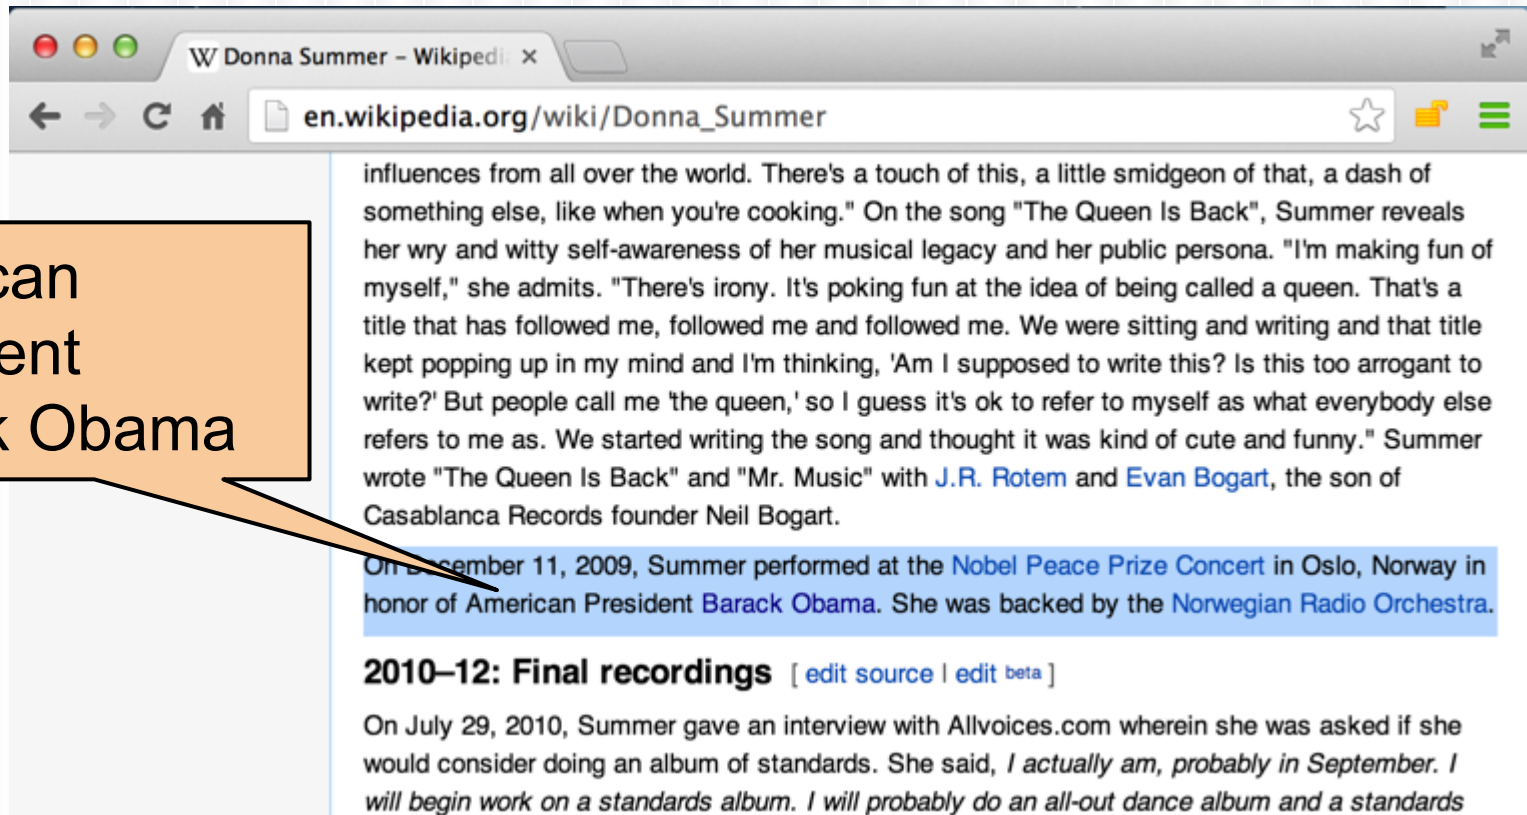 W Donna Summer – Wikipedi
en.wikipedia.org/wiki/Donna_Summer
influences from all over the world. There's a touch of this, a little smidgeon of that, a dash of
something else, like when you're cooking." On the song "The Queen Is Back", Summer reveals
her wry and witty self-awareness of her musical legacy and her public persona. "I'm making fun of
myself," she admits. "There's irony. It's poking fun at the idea of being called a queen. That's a
title that has followed me, followed me and followed me. We were sitting and writing and that title
kept popping up in my mind and I'm thinking, 'Am I supposed to write this? Is this too arrogant to
write?' But people call me 'the queen,' so I guess it's ok to refer to myself as what everybody else
refers to me as. We started writing the song and thought it was kind of cute and funny." Summer
wrote "The Queen Is Back" and "Mr. Music" with J.R. Rotem and Evan Bogart, the son of
Casablanca Records founder Neil Bogart.
On December 11, 2009, Summer performed at the Nobel Peace Prize Concert in Oslo, Norway in
honor of American President Barack Obama. She was backed by the Norwegian Radio Orchestra.
2010–12: Final recordings [ edit source | edit beta ]
On July 29, 2010, Summer gave an interview with Allvoices.com wherein she was asked if she
would consider doing an album of standards. She said, I actually am, probably in September. I
will begin work on a standards album. I will probably do an all-out dance album and a standards
can
ent
k Obama